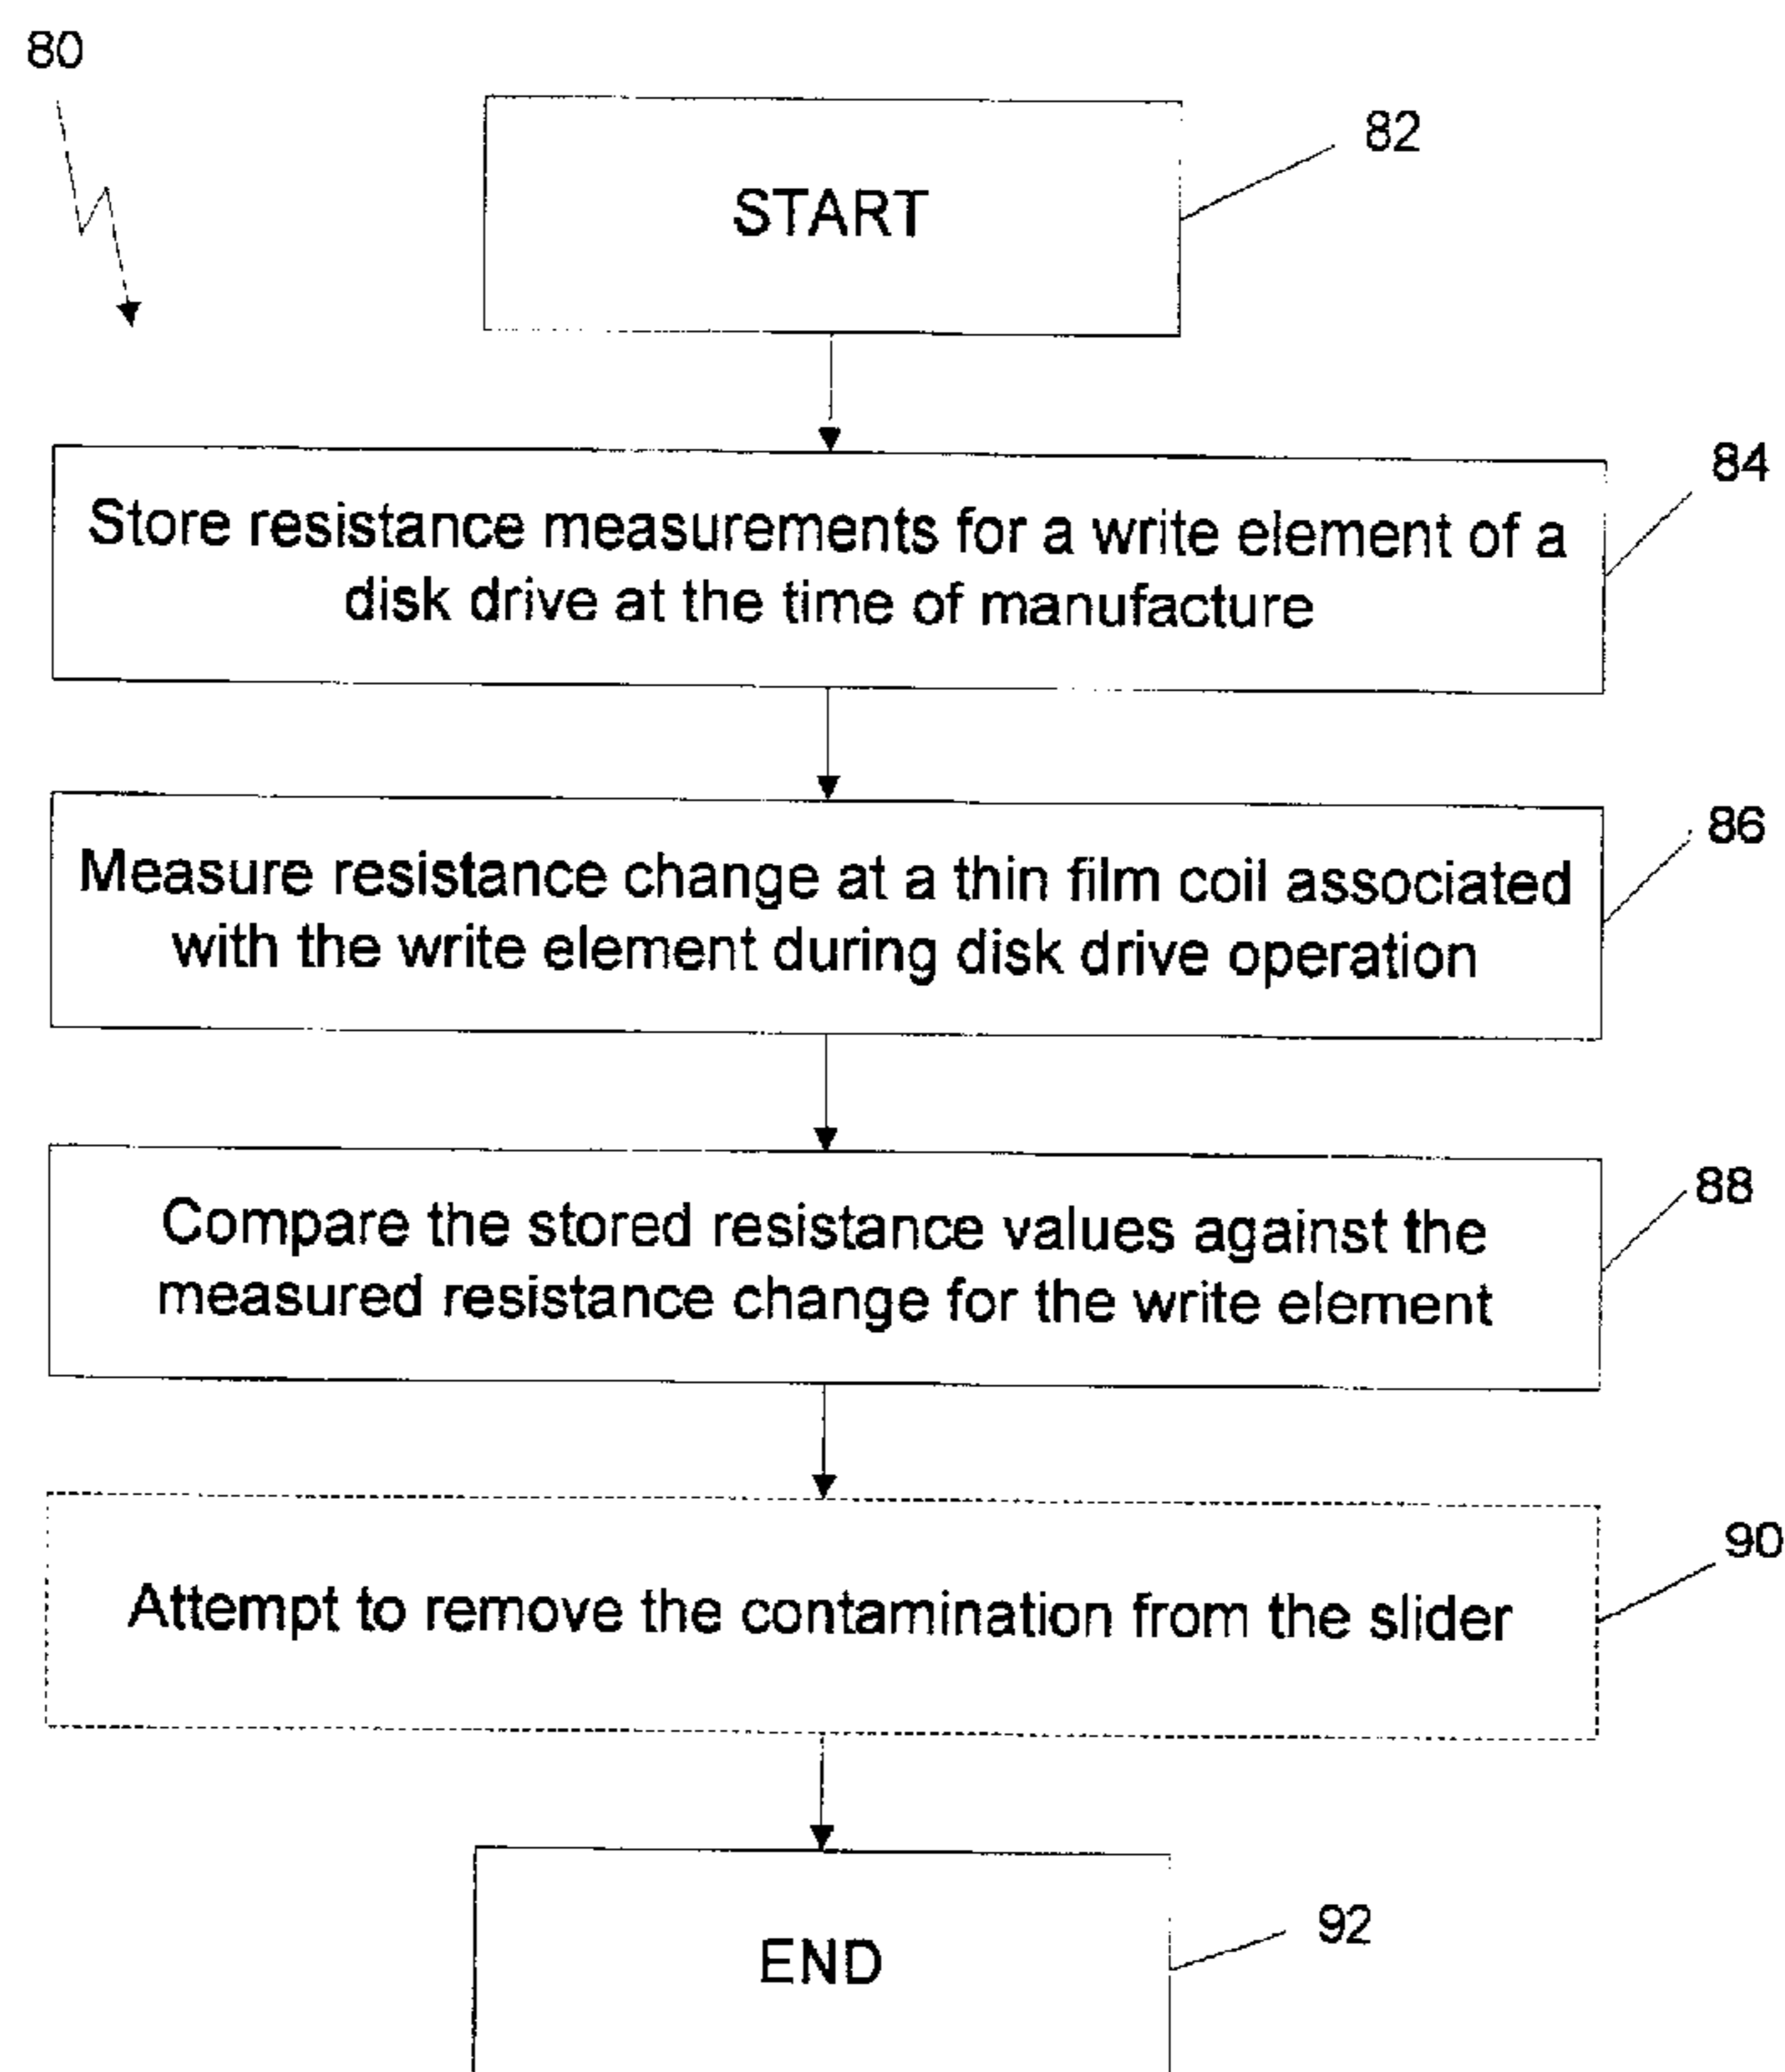 80
START
82
Store resistance measurements for a write element of a
disk drive at the time of manufacture
84
Measure resistance change at a thin film coil associated
with the write element during disk drive operation
86
Compare the stored resistance values against the
measured resistance change for the write element
88
Attempt to remove the contamination from the slider
90
END
92